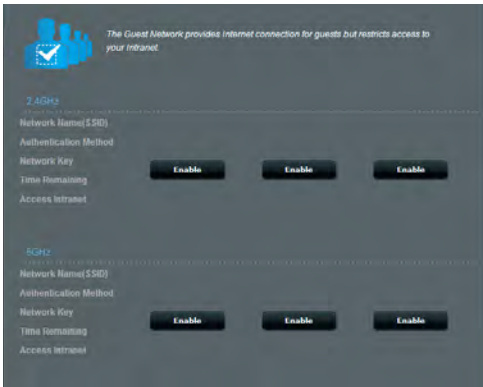 The Guest Network provides Internet connection for guests but restricts access to
your Intranet.
2.4GHz
Network Name(SSID)
Authentication Method
Network Key
Time Remaining
Access Intranet
Enable Enable Enable
5GHz
Network Name(SSID)
Authentication Method
Network Key
Time Remaining
Access Intranet
Enable Enable Enable